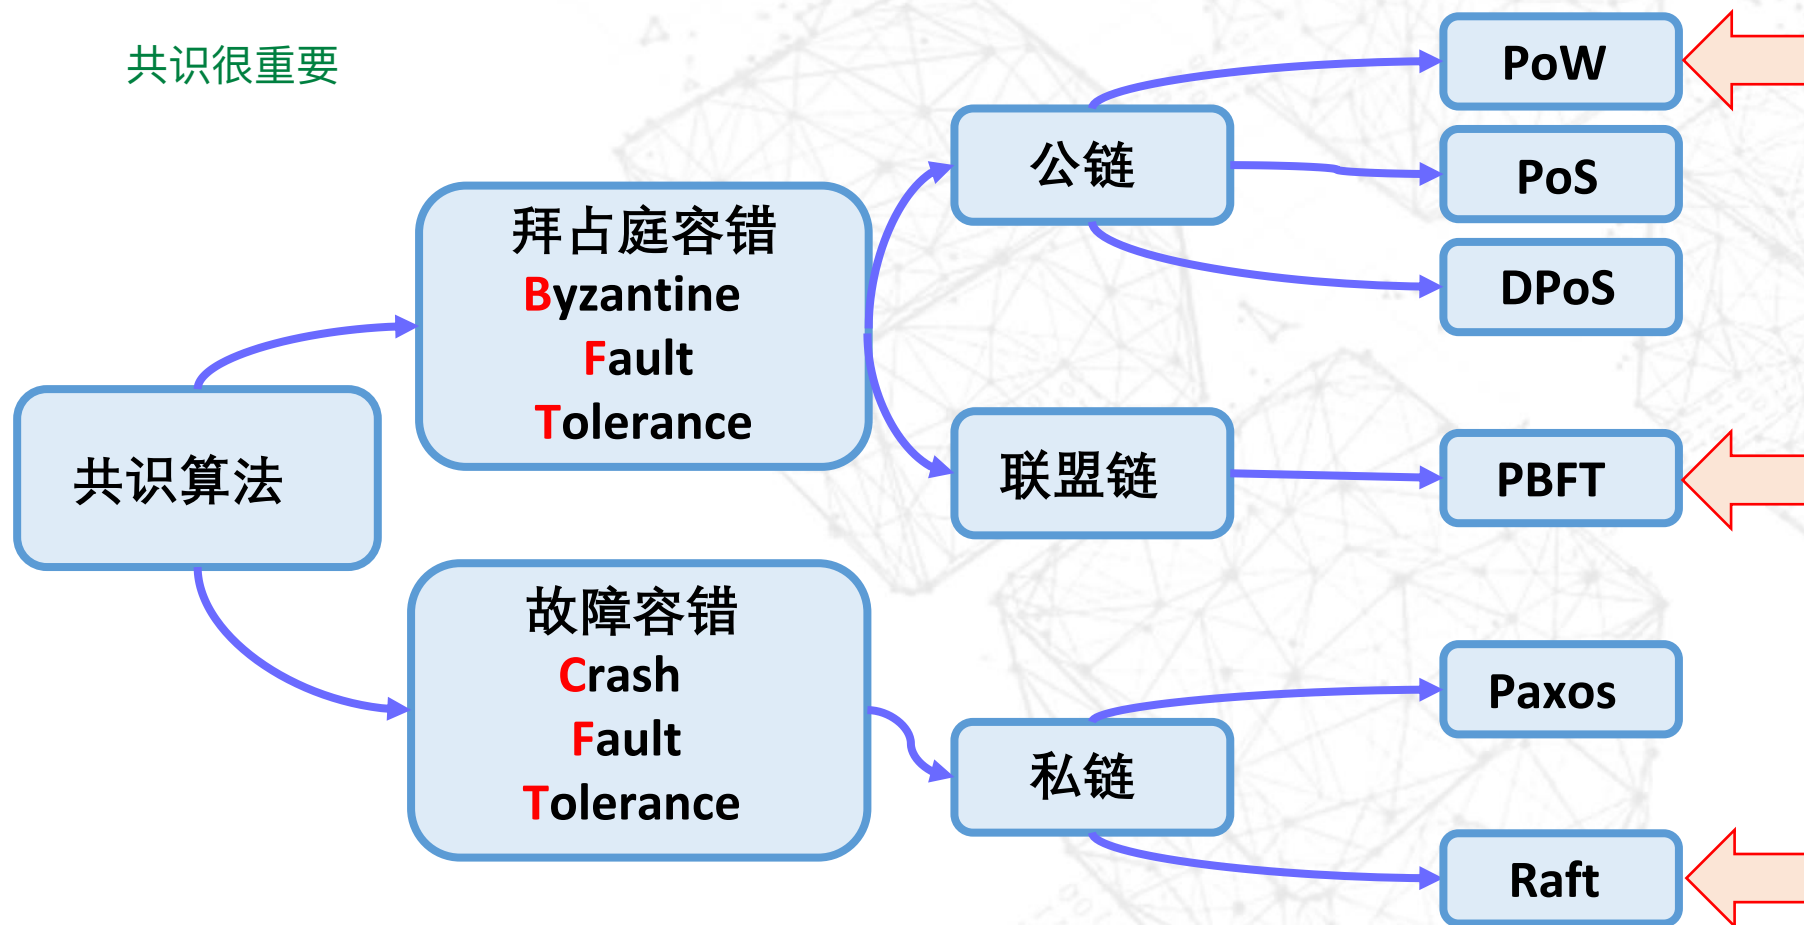 共识很重要
共识算法
拜占庭容错
Byzantine
Fault
Tolerance
故障容错
Crash
Fault
Tolerance
公链
联盟链
私链
PoW
PoS
DPoS
PBFT
Paxos
Raft